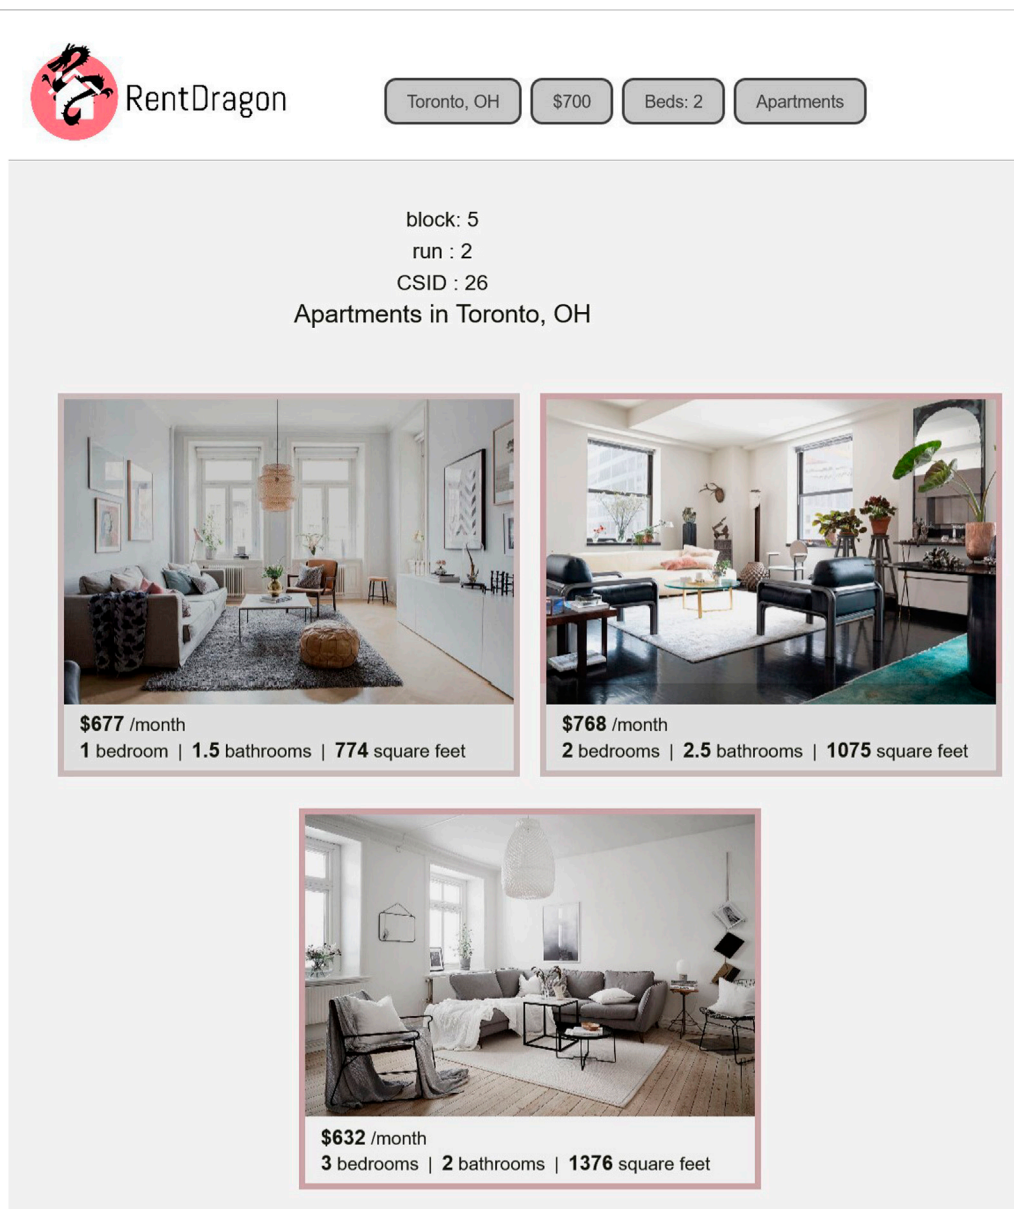 RentDragon
Toronto, OH
$700
Beds: 2
Apartments
block: 5
run : 2
CSID : 26
Apartments in Toronto, OH
$677 /month
1 bedroom | 1.5 bathrooms | 774 square feet
$768 /month
2 bedrooms | 2.5 bathrooms | 1075 square feet
$632 /month
3 bedrooms | 2 bathrooms | 1376 square feet